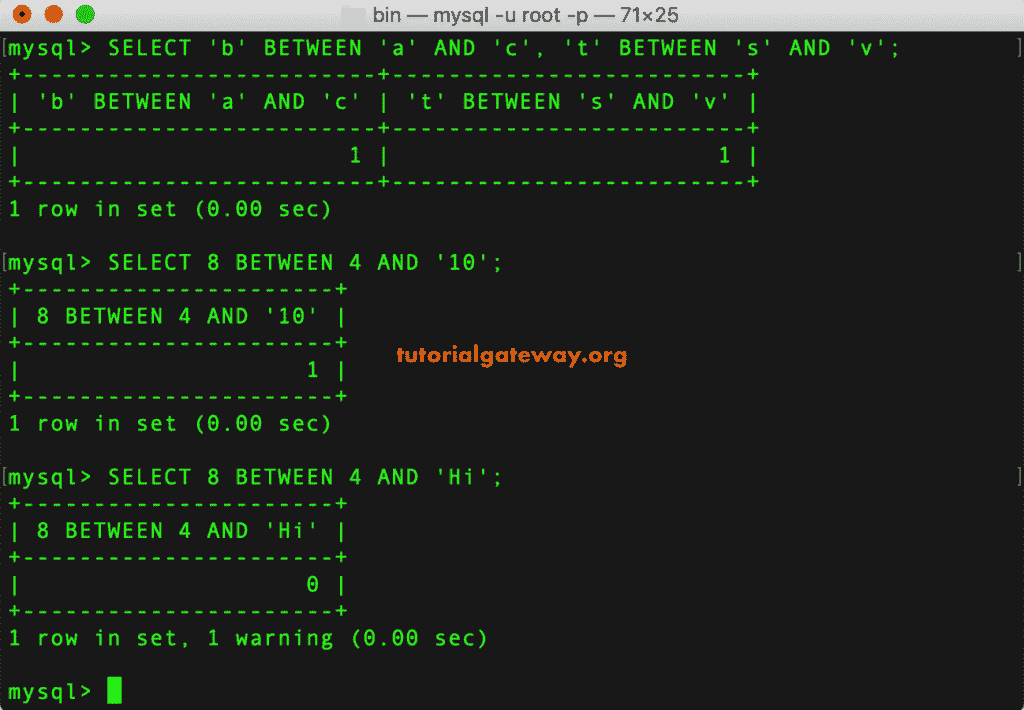 bin — mysql -u root -p — 71×25
[mysql> SELECT 'b' BETWEEN 'a' AND 'c', 't' BETWEEN 's' AND 'v'; ]
+-------------------------+-------------------------+
| 'b' BETWEEN 'a' AND 'c' | 't' BETWEEN 's' AND 'v' |
+-------------------------+-------------------------+
|                       1 |                       1 |
+-------------------------+-------------------------+
1 row in set (0.00 sec)
[mysql> SELECT 8 BETWEEN 4 AND '10'; ]
+----------------------+
| 8 BETWEEN 4 AND '10' |
+----------------------+
tutorialgateway.org
|                    1 |
+----------------------+
1 row in set (0.00 sec)
[mysql> SELECT 8 BETWEEN 4 AND 'Hi'; ]
+----------------------+
| 8 BETWEEN 4 AND 'Hi' |
+----------------------+
|                    0 |
+----------------------+
1 row in set, 1 warning (0.00 sec)
mysql>